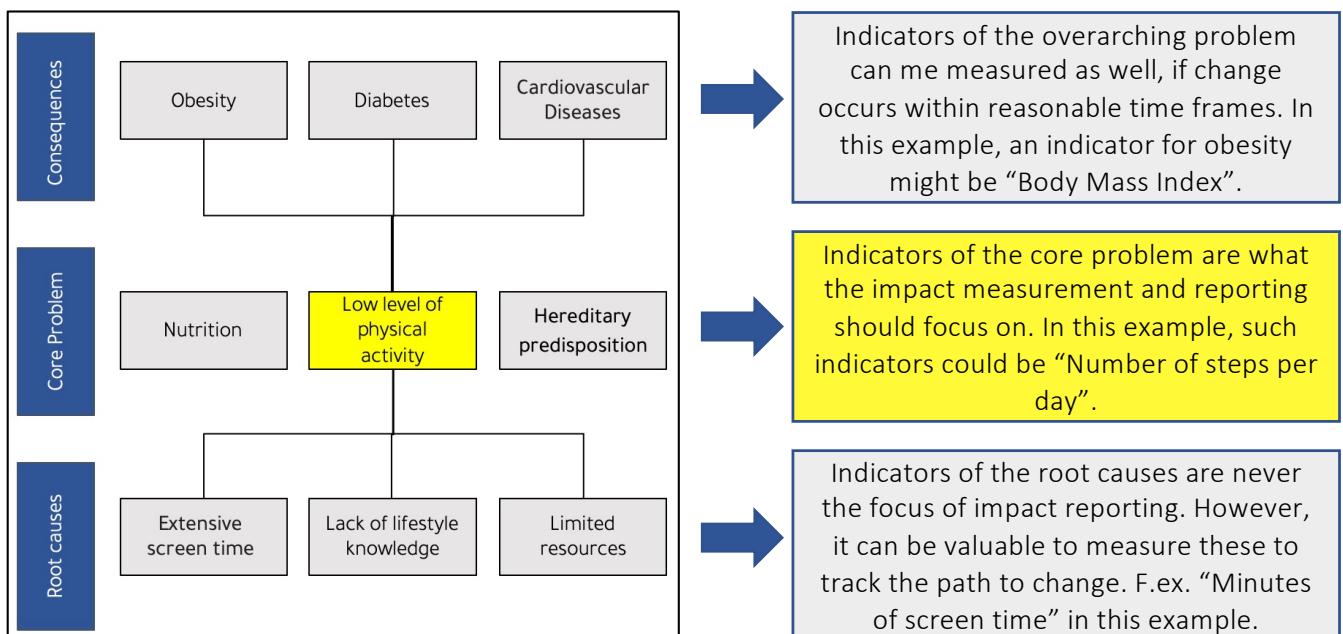 Consequences
Obesity
Diabetes
Cardiovascular
Diseases
Indicators of the overarching problem
can me measured as well, if change
occurs within reasonable time frames. In
this example, an indicator for obesity
might be “Body Mass Index”.
Core Problem
Nutrition
Low level of
physical
activity
Hereditary
predisposition
Indicators of the core problem are what
the impact measurement and reporting
should focus on. In this example, such
indicators could be “Number of steps per
day”.
Root causes
Extensive
screen time
Lack of lifestyle
knowledge
Limited
resources
Indicators of the root causes are never
the focus of impact reporting. However,
it can be valuable to measure these to
track the path to change. F.ex. “Minutes
of screen time” in this example.